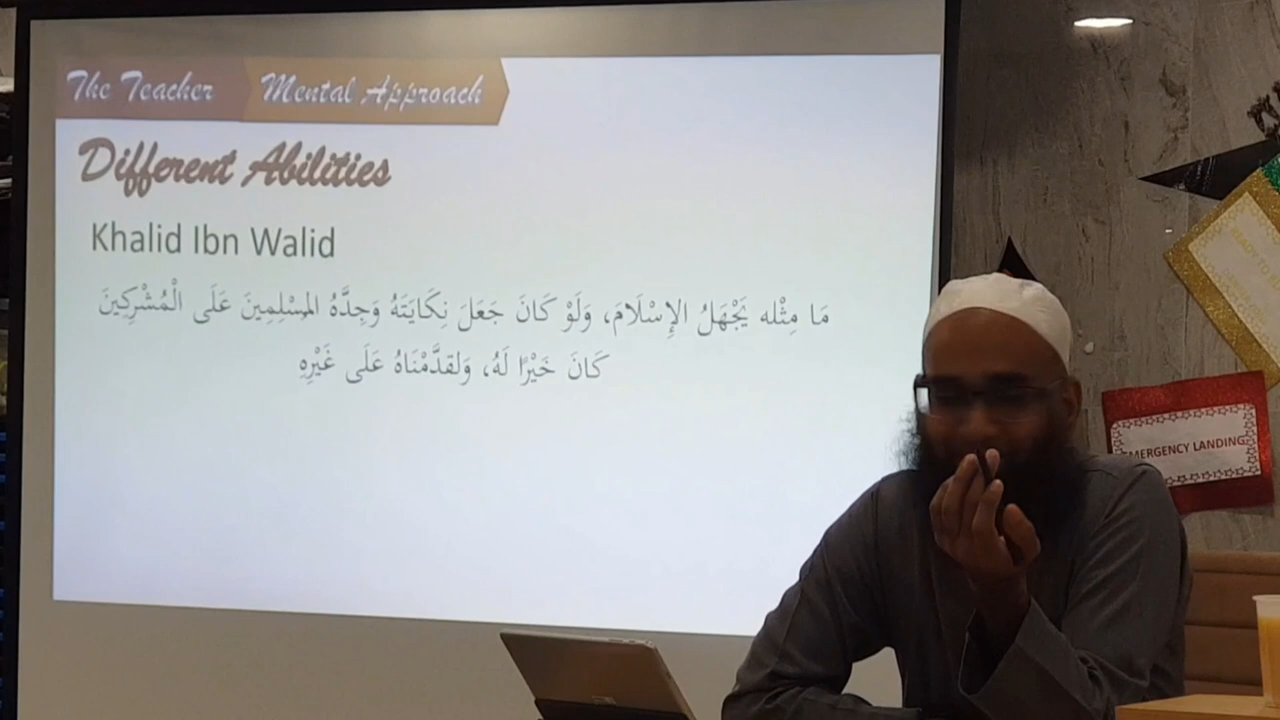 The Teacher Mental Approach
Different Abilities
Khalid Ibn Walid
مَا مِثْله يَجْهَلُ الإِسْلَامَ، وَلَوْ كَانَ جَعَلَ نِكَايَتَهُ وَجِدَّهُ المُسْلِمِينَ عَلَى الْمُشْرِكِينَ
كَانَ خَيْرًا لَهُ، وَلقدَّمْنَاهُ عَلَى غَيْرِهِ
EMERGENCY LANDING